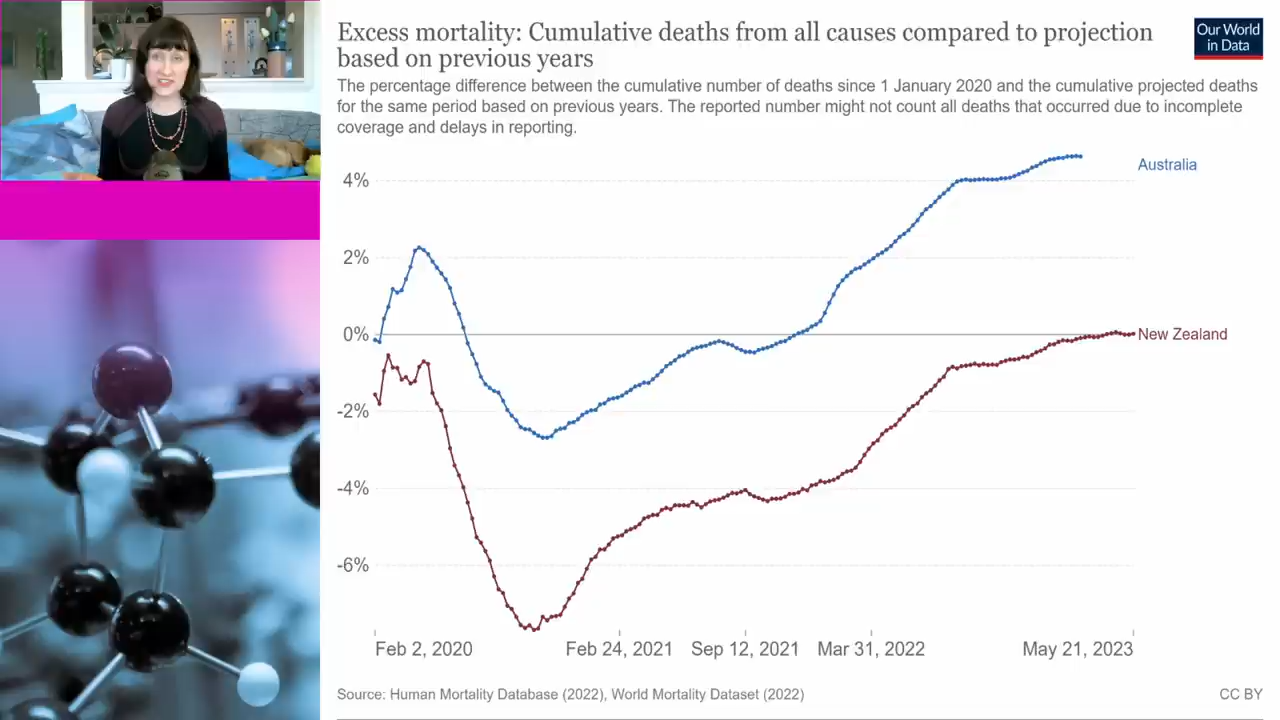 Excess mortality: Cumulative deaths from all causes compared to projection
based on previous years
Our World
in Data
The percentage difference between the cumulative number of deaths since 1 January 2020 and the cumulative projected deaths
for the same period based on previous years. The reported number might not count all deaths that occurred due to incomplete
coverage and delays in reporting.
Australia
4%
2%
0%
New Zealand
-2%
-4%
-6%
Feb 2, 2020
Feb 24, 2021
Sep 12, 2021
Mar 31, 2022
May 21, 2023
Source: Human Mortality Database (2022), World Mortality Dataset (2022)
CC BY